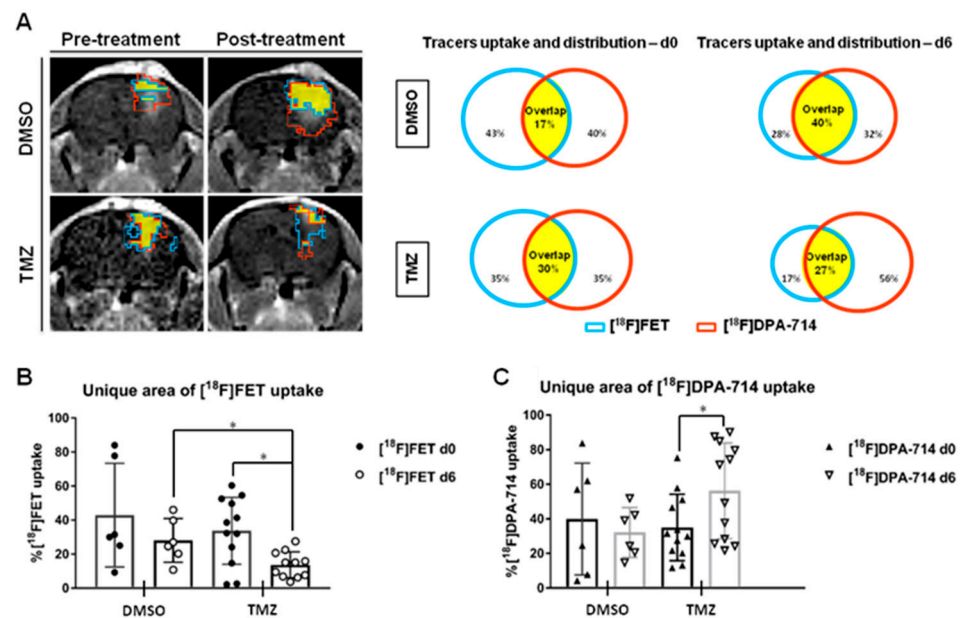 A
Pre-treatment
Post-treatment
DMSO
TMZ
Tracers uptake and distribution – d0
Tracers uptake and distribution – d6
DMSO
43%
Overlap
17%
40%
28%
Overlap
40%
32%
TMZ
35%
Overlap
30%
35%
17%
Overlap
27%
56%
[18F]FET
[18F]DPA-714
B
Unique area of [18F]FET uptake
% [18F]FET uptake
100
80
60
40
20
0
*
*
DMSO
TMZ
[18F]FET d0
[18F]FET d6
C
Unique area of [18F]DPA-714 uptake
% [18F]DPA-714 uptake
100
80
60
40
20
0
*
DMSO
TMZ
[18F]DPA-714 d0
[18F]DPA-714 d6